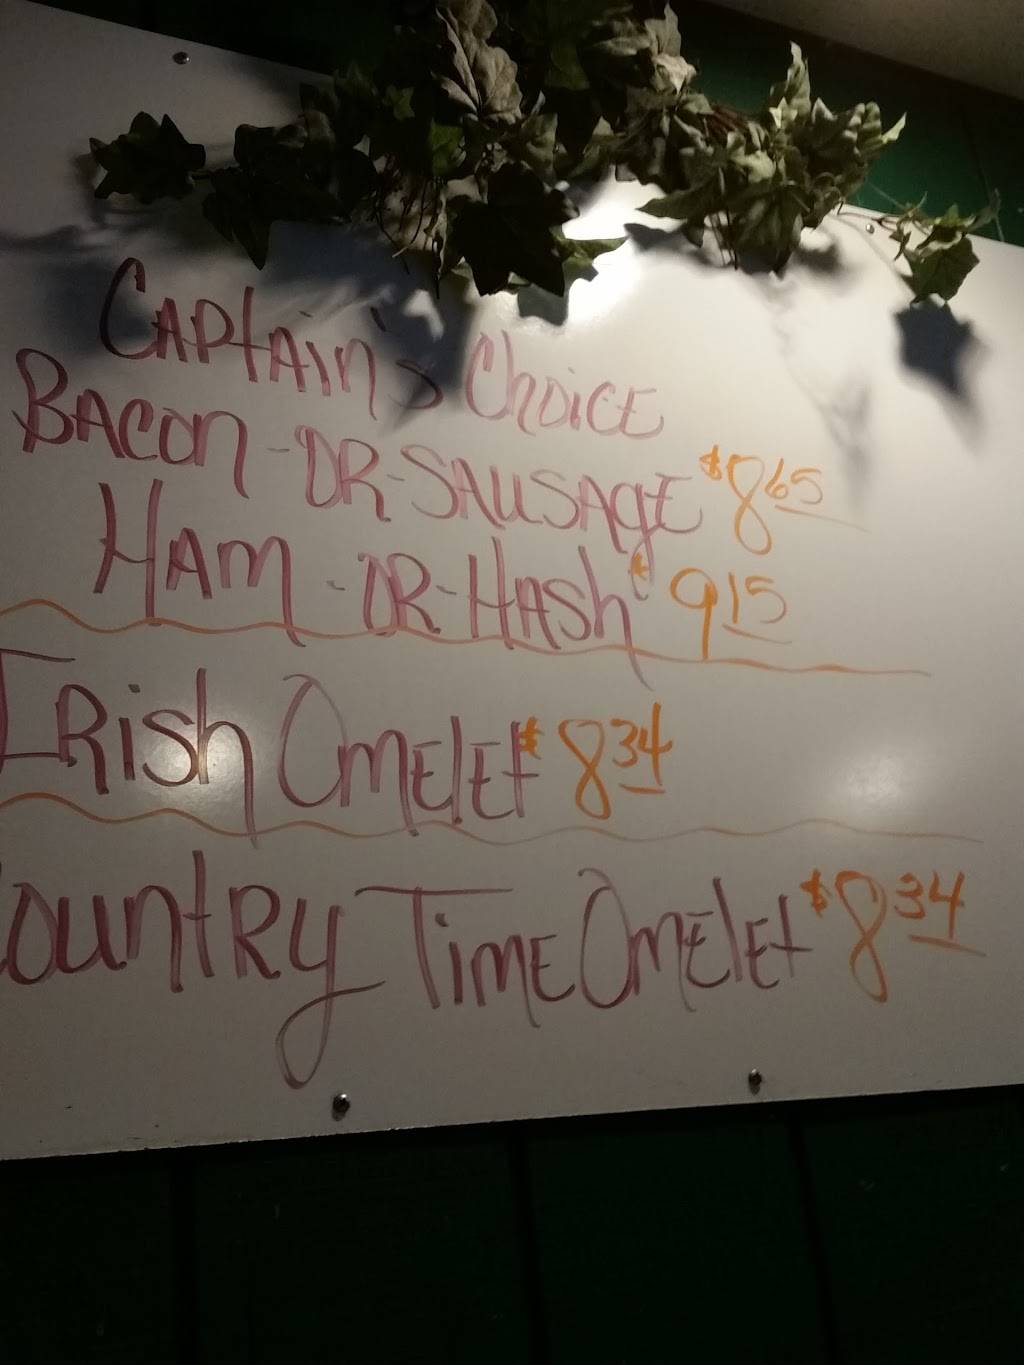 Captain's Choice
Bacon-OR-Sausage $8.65
Ham-OR-Hash $9.15
Irish Omelet $8.34
Country Time Omelet $8.34